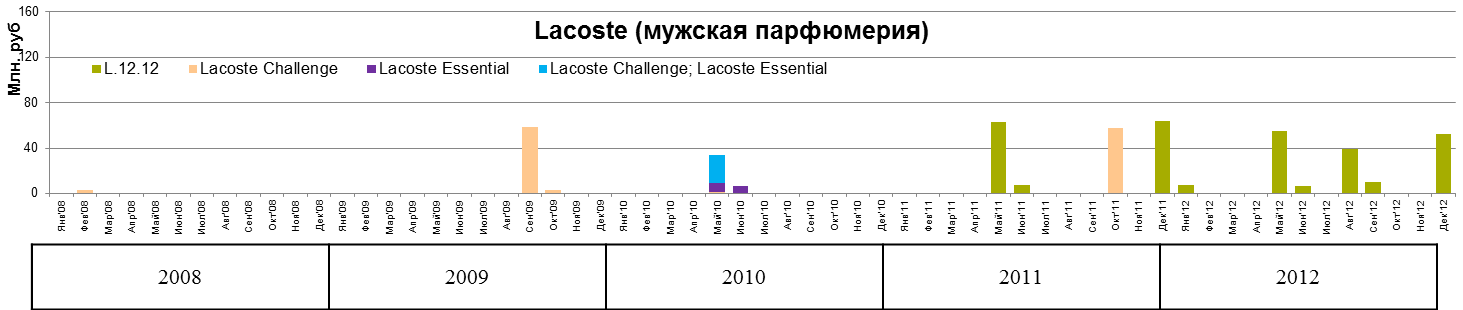 Lacoste (мужская парфюмерия)
Млн. руб
160
120
80
40
0
L.12.12 Lacoste Challenge Lacoste Essential Lacoste Challenge; Lacoste Essential
Янв'08 Фев'08 Мар'08 Апр'08 Май'08 Июн'08 Июл'08 Авг'08 Сен'08 Окт'08 Ноя'08 Дек'08 Янв'09 Фев'09 Мар'09 Апр'09 Май'09 Июн'09 Июл'09 Авг'09 Сен'09 Окт'09 Ноя'09 Дек'09 Янв'10 Фев'10 Мар'10 Апр'10 Май'10 Июн'10 Июл'10 Авг'10 Сен'10 Окт'10 Ноя'10 Дек'10 Янв'11 Фев'11 Мар'11 Апр'11 Май'11 Июн'11 Июл'11 Авг'11 Сен'11 Окт'11 Ноя'11 Дек'11 Янв'12 Фев'12 Мар'12 Апр'12 Май'12 Июн'12 Июл'12 Авг'12 Сен'12 Окт'12 Ноя'12 Дек'12
2008 2009 2010 2011 2012